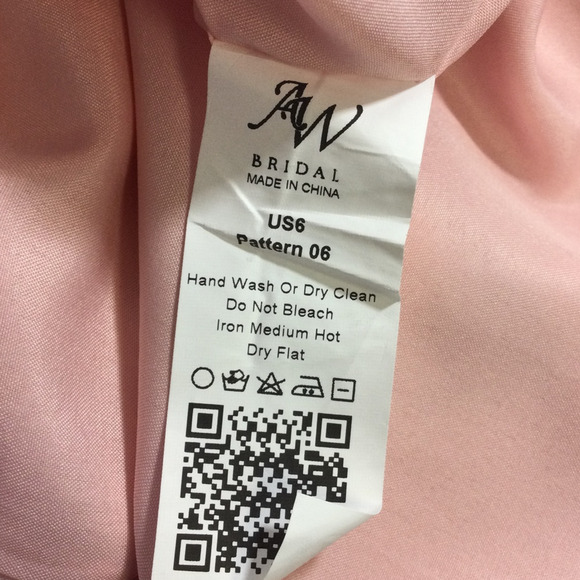 AW
BRIDAL
MADE IN CHINA
US6
Pattern 06
Hand Wash Or Dry Clean
Do Not Bleach
Iron Medium Hot
Dry Flat